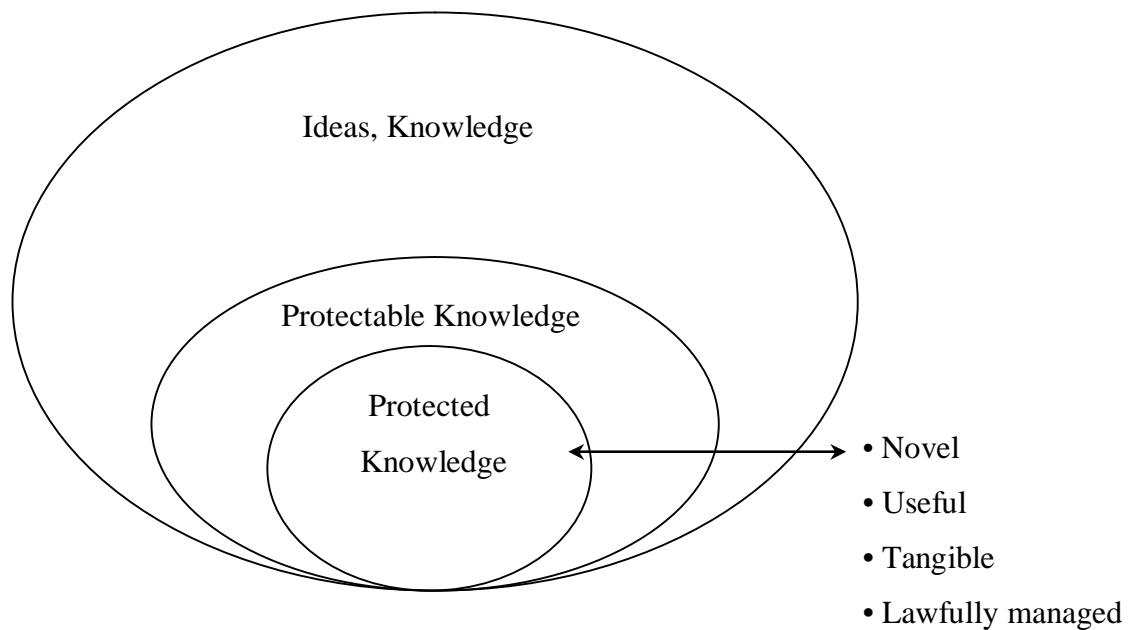 Ideas, Knowledge
Protectable Knowledge
Protected
Knowledge
• Novel
• Useful
• Tangible
• Lawfully managed